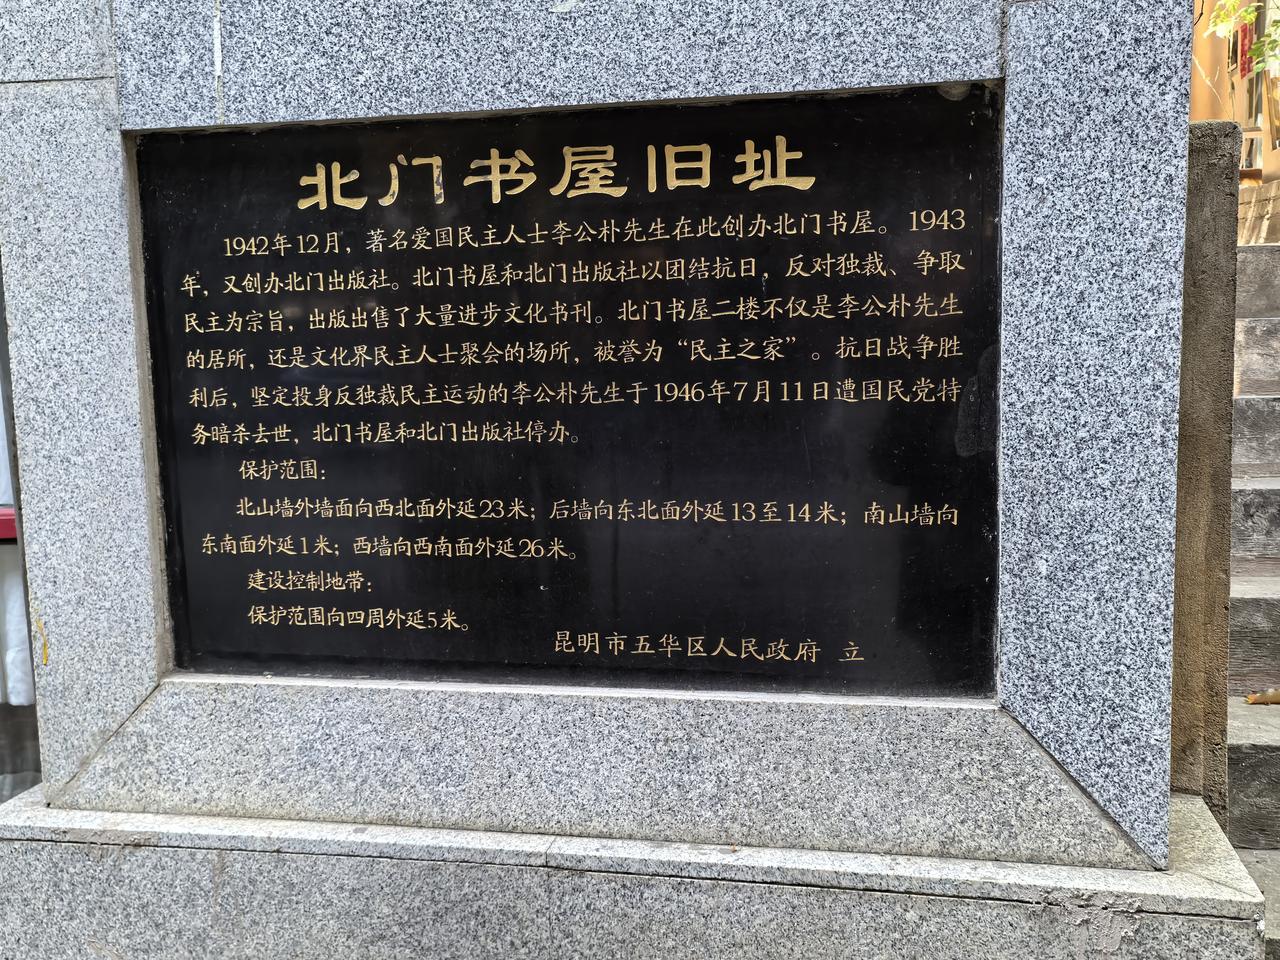 北门书屋旧址
1942年12月，著名爱国民主人士李公朴先生在此创办北门书屋。1943
年，又创办北门出版社。北门书屋和北门出版社以团结抗日，反对独裁、争取
民主为宗旨，出版出售了大量进步文化书刊。北门书屋二楼不仅是李公朴先生
的居所，还是文化界民主人士聚会的场所，被誉为“民主之家”。抗日战争胜
利后，坚定投身反独裁民主运动的李公朴先生于1946年7月11日遭国民党特
务暗杀去世，北门书屋和北门出版社停办。
保护范围：
北山墙外墙面向西北面外延23米；后墙向东北面外延13至14米；南山墙向
东南面外延1米；西墙向西南面外延26米。
建设控制地带：
保护范围向四周外延5米。
昆明市五华区人民政府 立